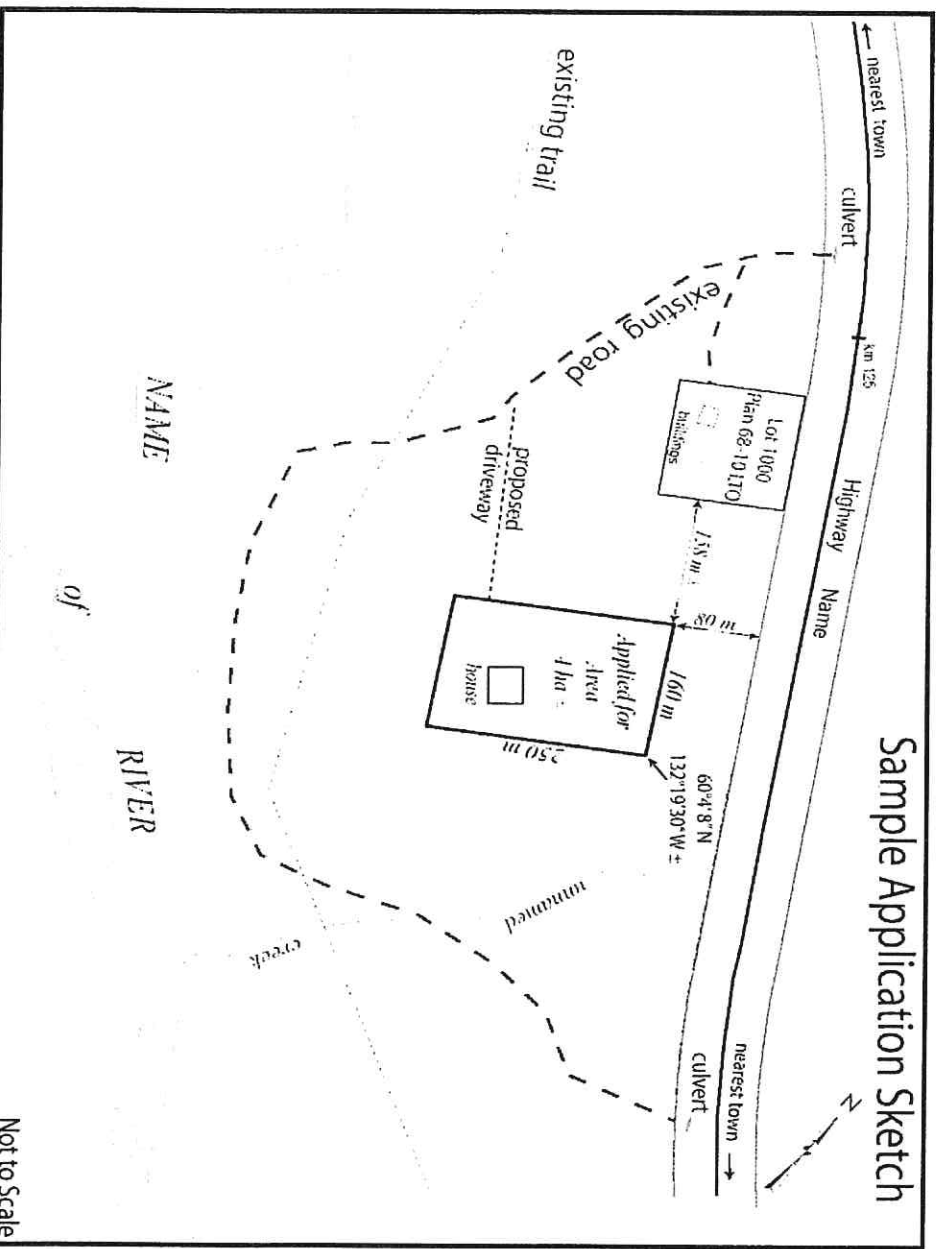 Sample Application Sketch
N
← nearest town
culvert
km 125
Highway Name
nearest town →
culvert
existing trail
existing road
Lot 1000
Plan 68-10 LTO
buildings
158 m ±
80 m
160 m
60°4'8"N
132°19'30"W ±
Applied for
Area
4 ha ±
house
250 m
proposed
driveway
unnamed
creek
NAME
of
RIVER
Not to Scale